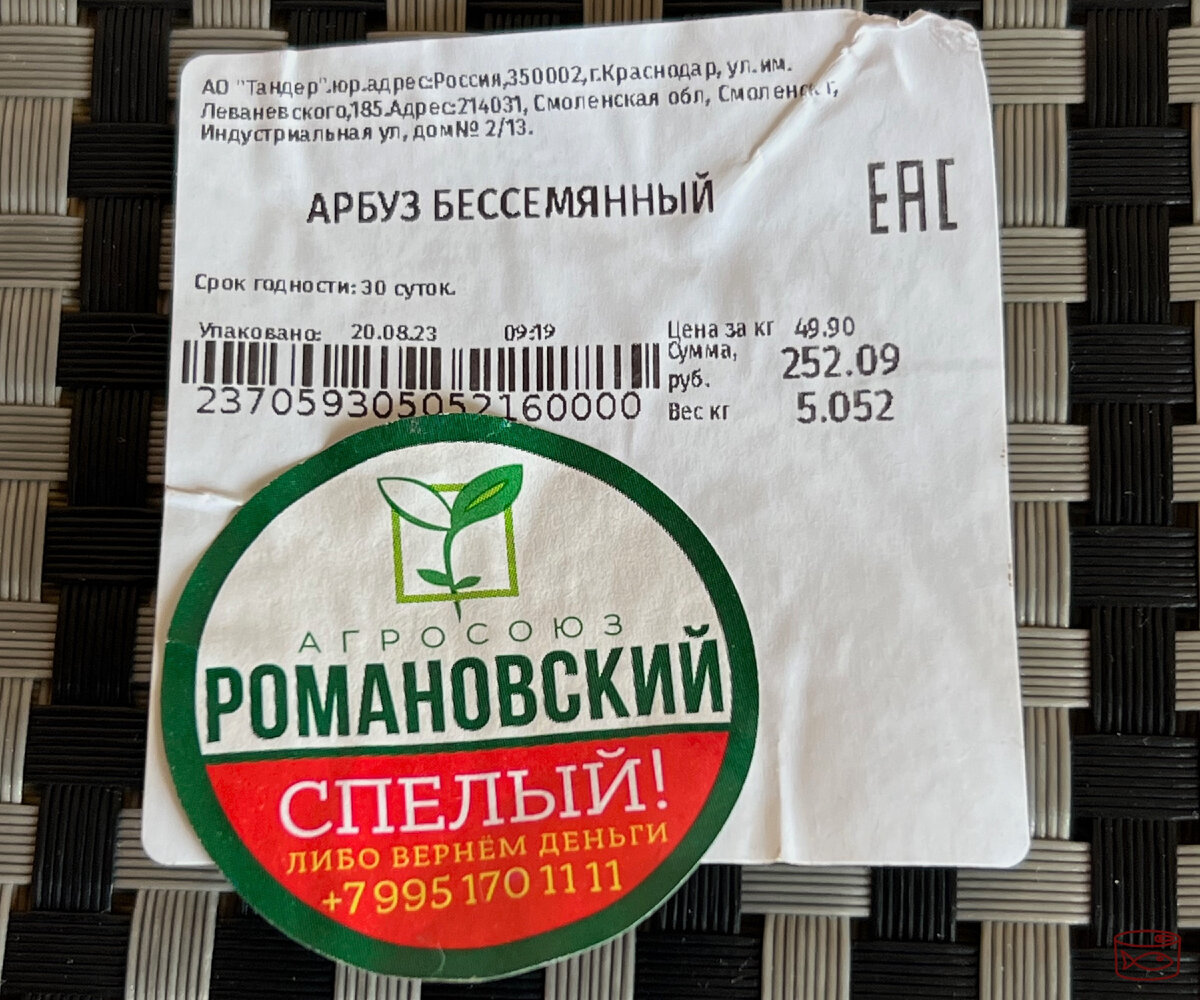 АО "Тандер".юр.адрес:Россия,350002,г.Краснодар, ул.им.
Леваневского,185.Адрес:214031, Смоленская обл, Смоленск г,
Индустриальная ул, дом№ 2/13.
АРБУЗ БЕССЕМЯННЫЙ
ЕАС
Срок годности: 30 суток.
Упаковано: 20.08.23 09:19
Цена за кг 49.90
Сумма, руб. 252.09
Вес кг 5.052
237059305052160000
АГРОСОЮЗ
РОМАНОВСКИЙ
СПЕЛЫЙ!
ЛИБО ВЕРНЁМ ДЕНЬГИ
+7 995 170 11 11